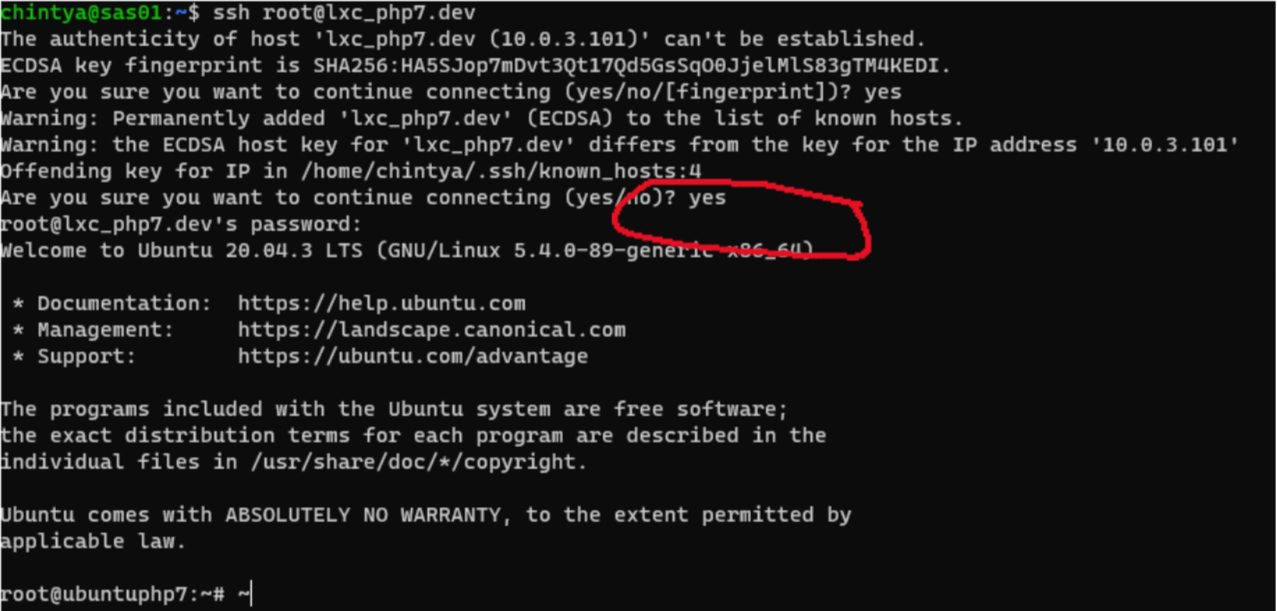 chintya@sas01:~$ ssh root@lxc_php7.dev
The authenticity of host 'lxc_php7.dev (10.0.3.101)' can't be established.
ECDSA key fingerprint is SHA256:HA5SJop7mDvt3Qt17Qd5GsSqO0JjelMlS83gTM4KEDI.
Are you sure you want to continue connecting (yes/no/[fingerprint])? yes
Warning: Permanently added 'lxc_php7.dev' (ECDSA) to the list of known hosts.
Warning: the ECDSA host key for 'lxc_php7.dev' differs from the key for the IP address '10.0.3.101'
Offending key for IP in /home/chintya/.ssh/known_hosts:4
Are you sure you want to continue connecting (yes/no)? yes
root@lxc_php7.dev's password:
Welcome to Ubuntu 20.04.3 LTS (GNU/Linux 5.4.0-89-generic x86_64)
* Documentation: https://help.ubuntu.com
* Management: https://landscape.canonical.com
* Support: https://ubuntu.com/advantage
The programs included with the Ubuntu system are free software;
the exact distribution terms for each program are described in the
individual files in /usr/share/doc/*/copyright.
Ubuntu comes with ABSOLUTELY NO WARRANTY, to the extent permitted by
applicable law.
root@ubuntuphp7:~# ~